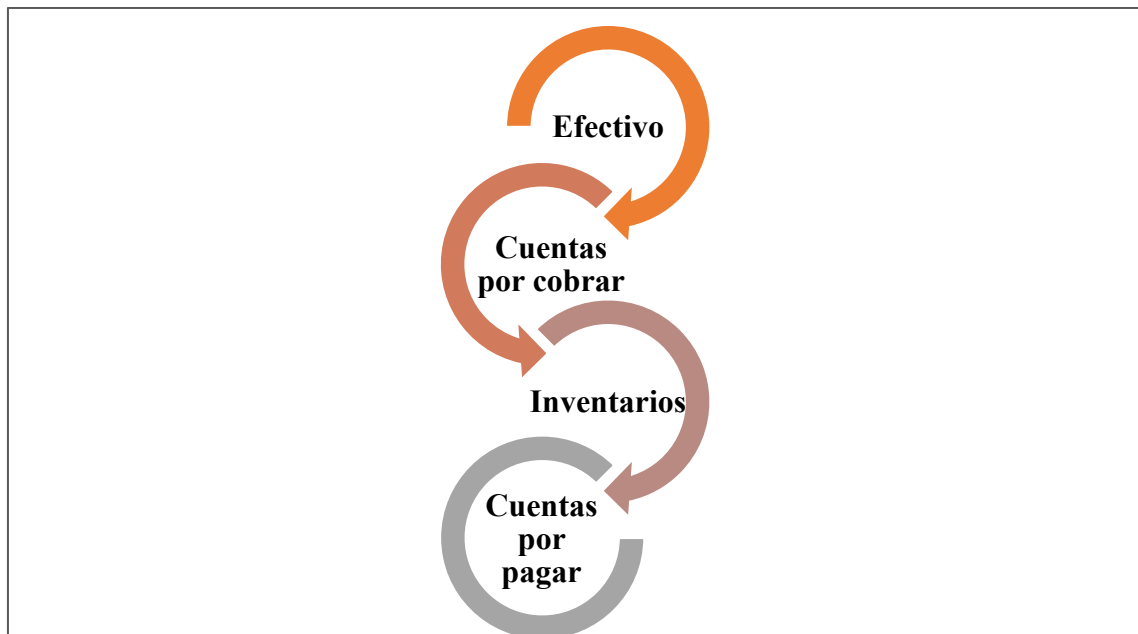 Efectivo
Cuentas
por cobrar
Inventarios
Cuentas
por
pagar